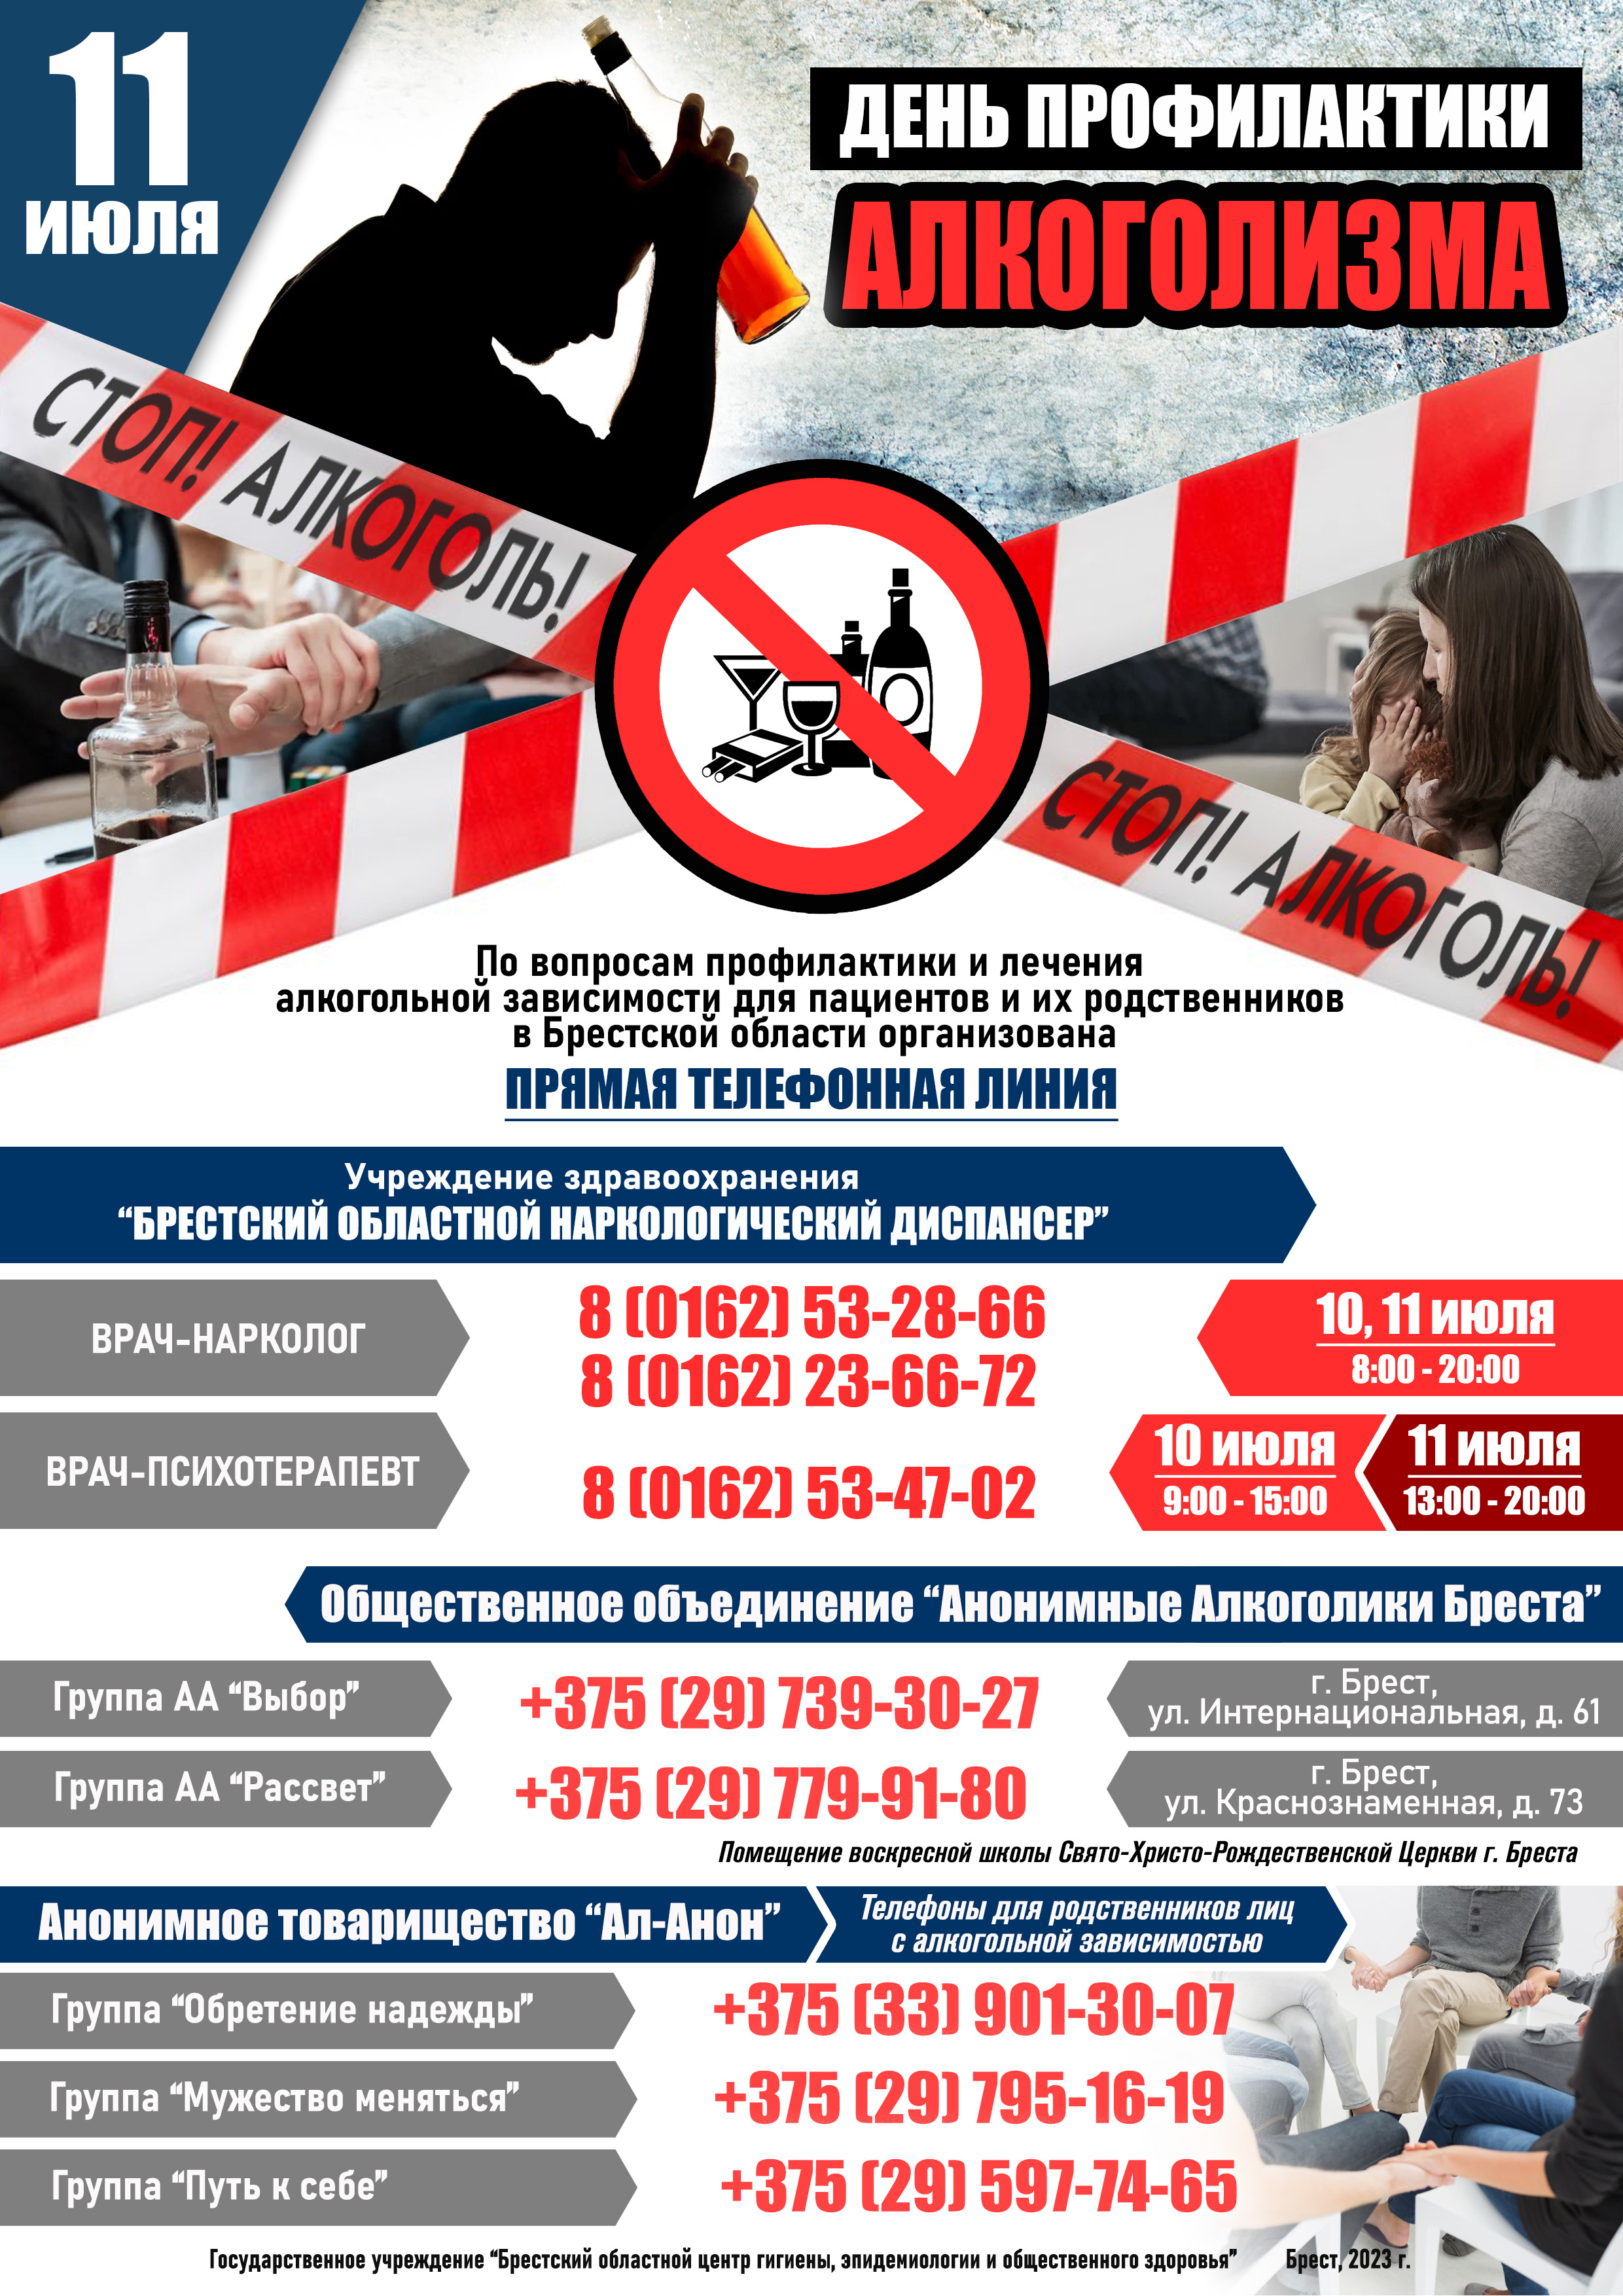 11
ИЮЛЯ
ДЕНЬ ПРОФИЛАКТИКИ
АЛКОГОЛИЗМА
СТОП! АЛКОГОЛЬ!
СТОП! АЛКОГОЛЬ!
По вопросам профилактики и лечения
алкогольной зависимости для пациентов и их родственников
в Брестской области организована
ПРЯМАЯ ТЕЛЕФОННАЯ ЛИНИЯ
Учреждение здравоохранения
“БРЕСТСКИЙ ОБЛАСТНОЙ НАРКОЛОГИЧЕСКИЙ ДИСПАНСЕР”
ВРАЧ-НАРКОЛОГ
8 (0162) 53-28-66
8 (0162) 23-66-72
10, 11 ИЮЛЯ
8:00 - 20:00
ВРАЧ-ПСИХОТЕРАПЕВТ
8 (0162) 53-47-02
10 ИЮЛЯ
9:00 - 15:00
11 ИЮЛЯ
13:00 - 20:00
Общественное объединение “Анонимные Алкоголики Бреста”
Группа АА “Выбор”
+375 (29) 739-30-27
г. Брест,
ул. Интернациональная, д. 61
Группа АА “Рассвет”
+375 (29) 779-91-80
г. Брест,
ул. Краснознаменная, д. 73
Помещение воскресной школы Свято-Христо-Рождественской Церкви г. Бреста
Анонимное товарищество “Ал-Анон”
Телефоны для родственников лиц
с алкогольной зависимостью
Группа “Обретение надежды”
+375 (33) 901-30-07
Группа “Мужество меняться”
+375 (29) 795-16-19
Группа “Путь к себе”
+375 (29) 597-74-65
Государственное учреждение “Брестский областной центр гигиены, эпидемиологии и общественного здоровья”
Брест, 2023 г.